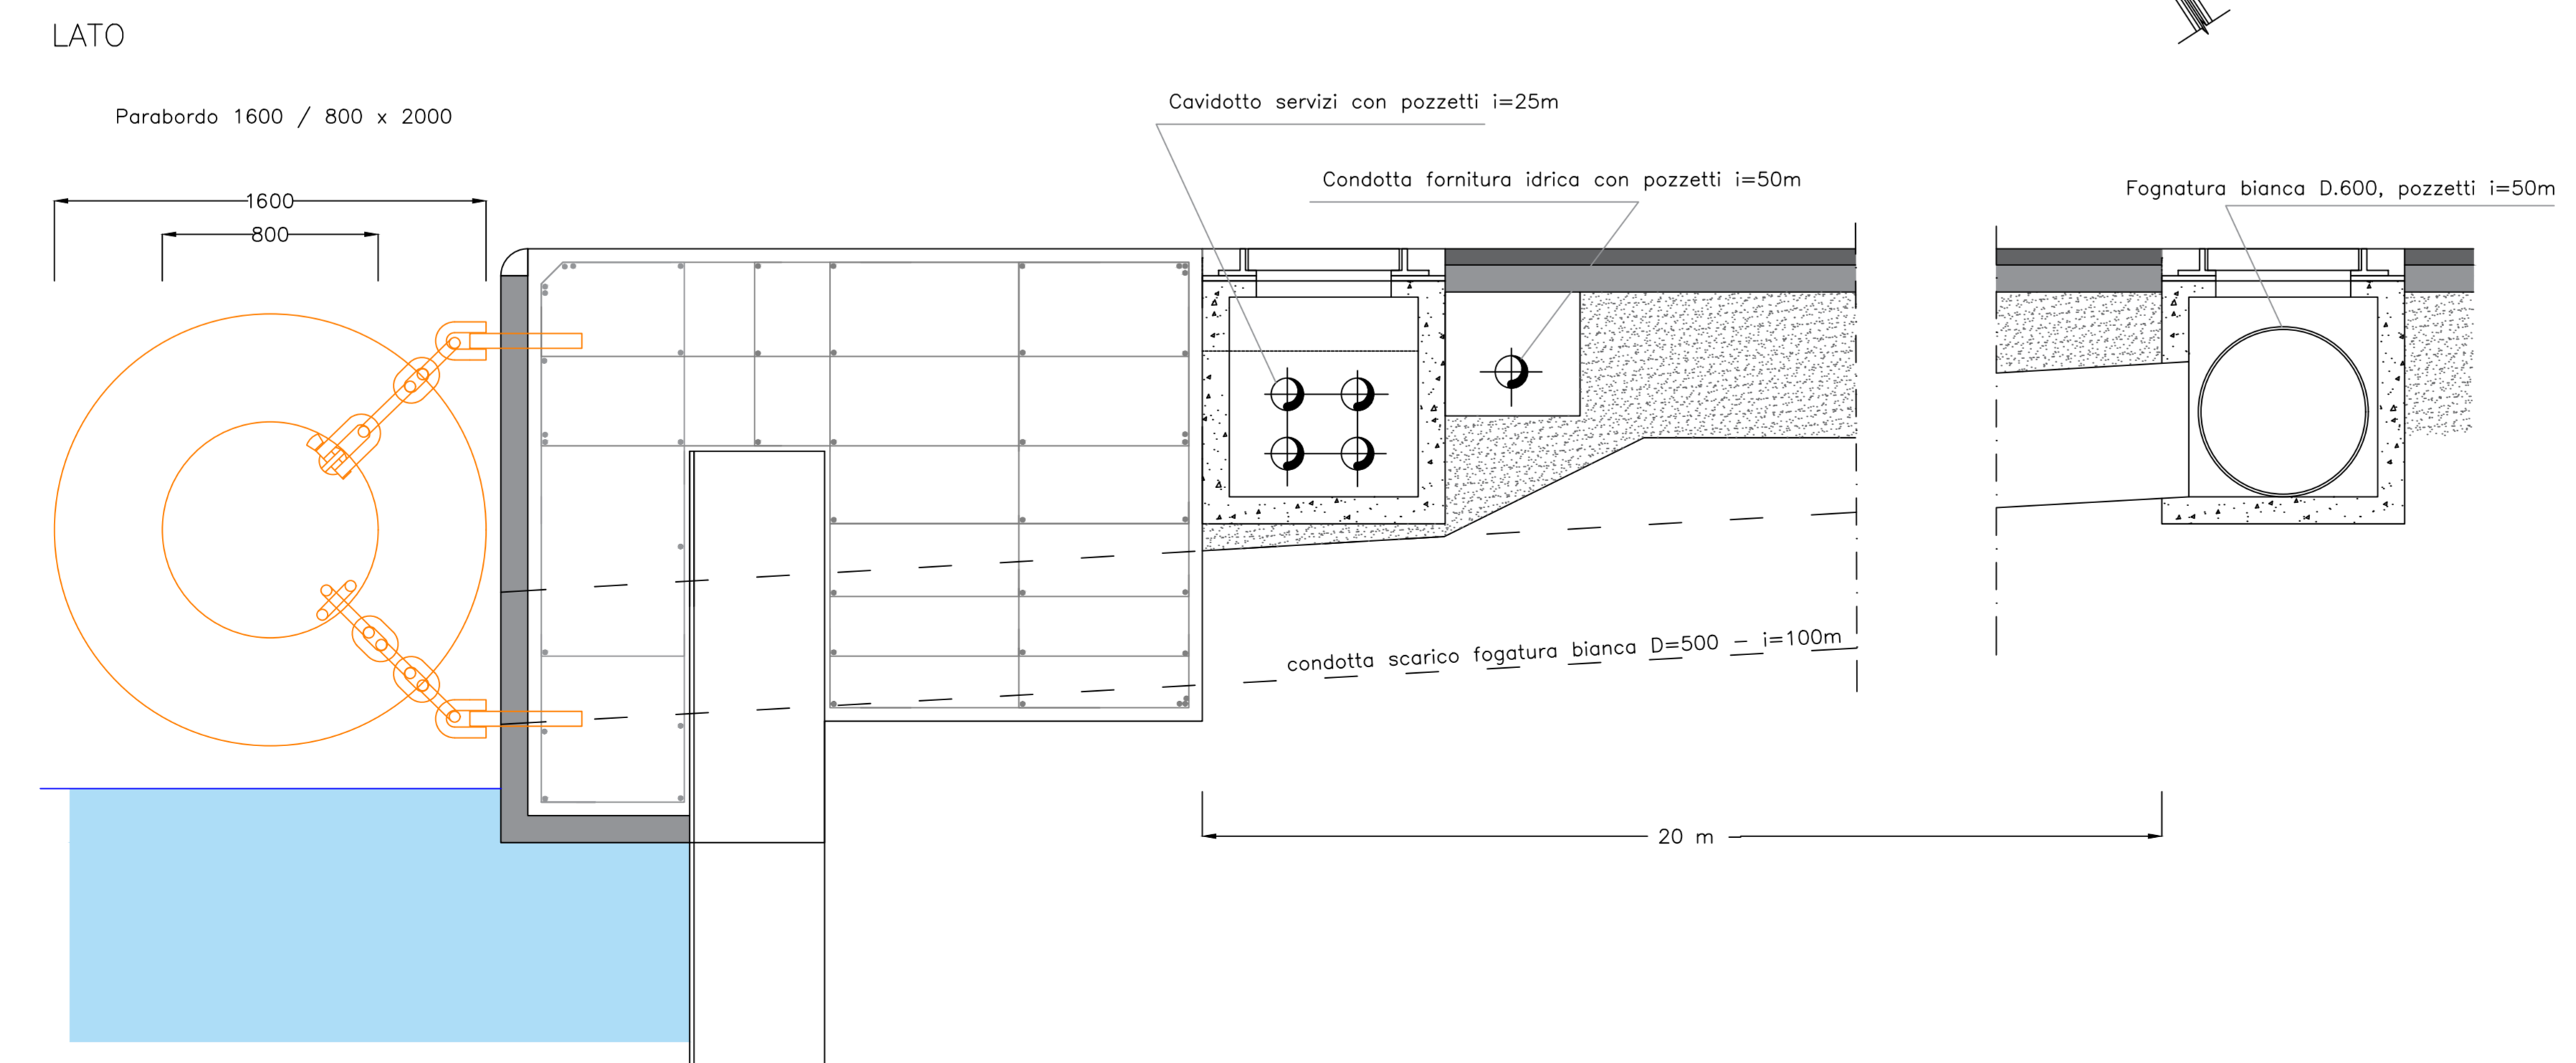 LATO
Parabordo 1600 / 800 x 2000
Cavidotto servizi con pozzetti i=25m
Condotta fornitura idrica con pozzetti i=50m
Fognatura bianca D.600, pozzetti i=50m
1600
800
condotta scarico fogatura bianca D=500 – i=100m
20 m